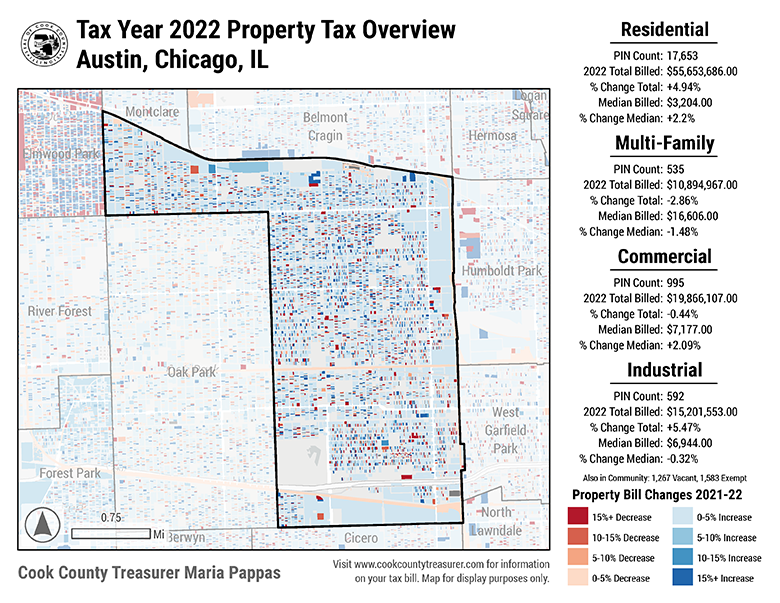 Tax Year 2022 Property Tax Overview
Austin, Chicago, IL
Montclare
Belmont
Cragin
Logan
Square
Hermosa
Elmwood Park
Humboldt Park
River Forest
Oak Park
West
Garfield
Park
Forest Park
North
Lawndale
Cicero
Berwyn
0.75
Mi
Residential
PIN Count: 17,653
2022 Total Billed: $55,653,686.00
% Change Total: +4.94%
Median Billed: $3,204.00
% Change Median: +2.2%
Multi-Family
PIN Count: 535
2022 Total Billed: $10,894,967.00
% Change Total: -2.86%
Median Billed: $16,606.00
% Change Median: -1.48%
Commercial
PIN Count: 995
2022 Total Billed: $19,866,107.00
% Change Total: -0.44%
Median Billed: $7,177.00
% Change Median: +2.09%
Industrial
PIN Count: 592
2022 Total Billed: $15,201,553.00
% Change Total: +5.47%
Median Billed: $6,944.00
% Change Median: -0.32%
Also in Community: 1,267 Vacant, 1,583 Exempt
Property Bill Changes 2021-22
15%+ Decrease
10-15% Decrease
5-10% Decrease
0-5% Decrease
0-5% Increase
5-10% Increase
10-15% Increase
15%+ Increase
Cook County Treasurer Maria Pappas
Visit www.cookcountytreasurer.com for information
on your tax bill. Map for display purposes only.